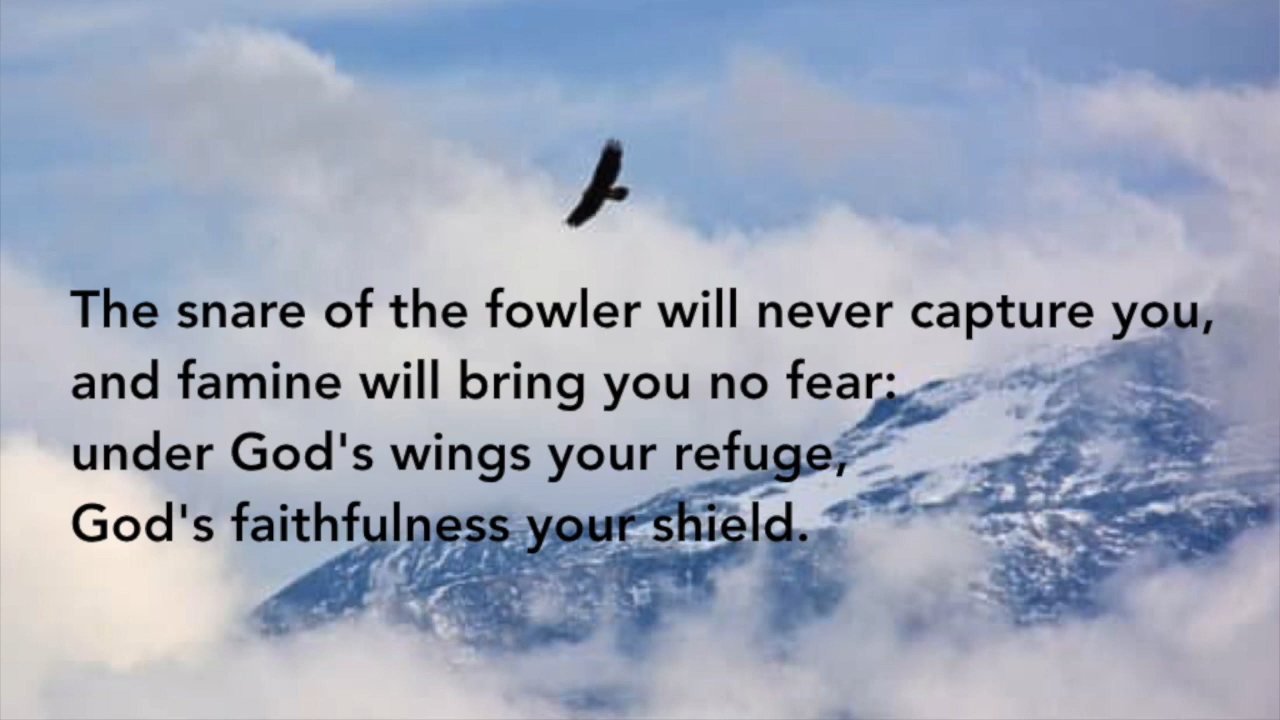 The snare of the fowler will never capture you,
and famine will bring you no fear:
under God's wings your refuge,
God's faithfulness your shield.